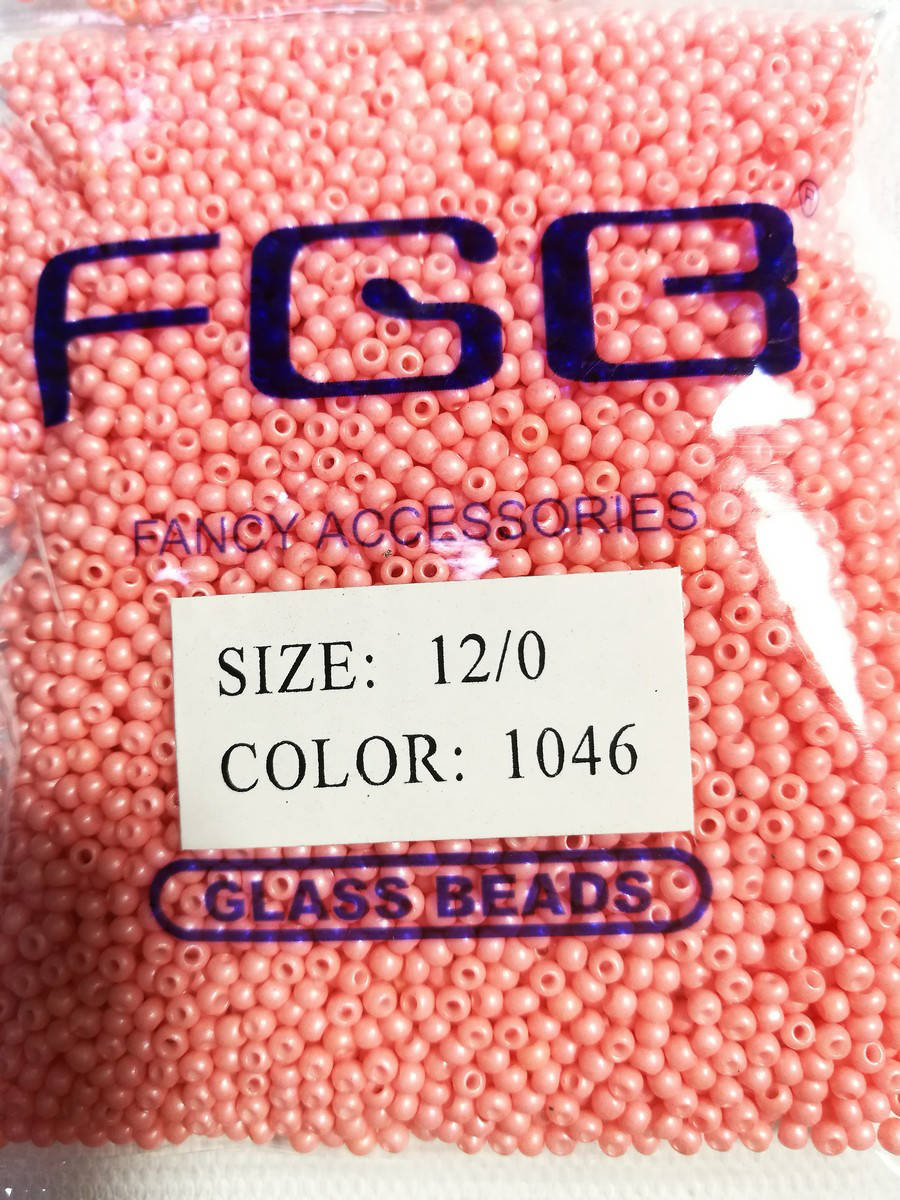 FGB®
FANCY ACCESSORIES
SIZE: 12/0
COLOR: 1046
GLASS BEADS